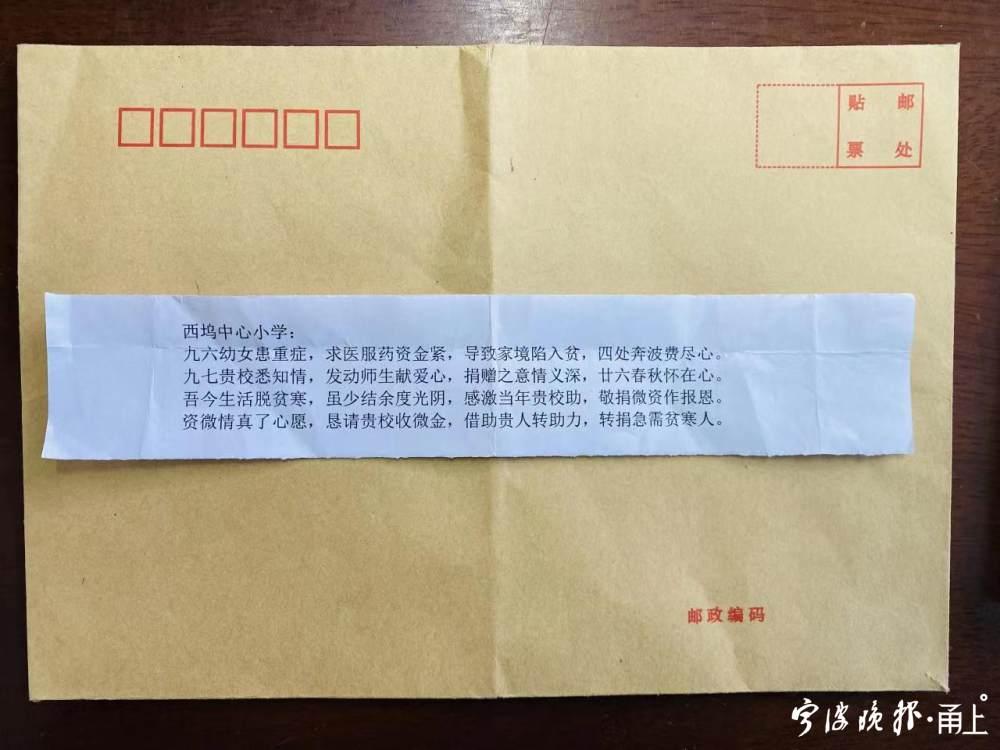 贴 邮
票 处
西坞中心小学：
九六幼女患重症，求医服药资金紧，导致家境陷入贫，四处奔波费尽心。
九七贵校悉知情，发动师生献爱心，捐赠之意情义深，廿六春秋怀在心。
吾今生活脱贫寒，虽少结余度光阴，感激当年贵校助，敬捐微资作报恩。
资微情真了心愿，恳请贵校收微金，借助贵人转助力，转捐急需贫寒人。
邮政编码
宁波晚报·甬上